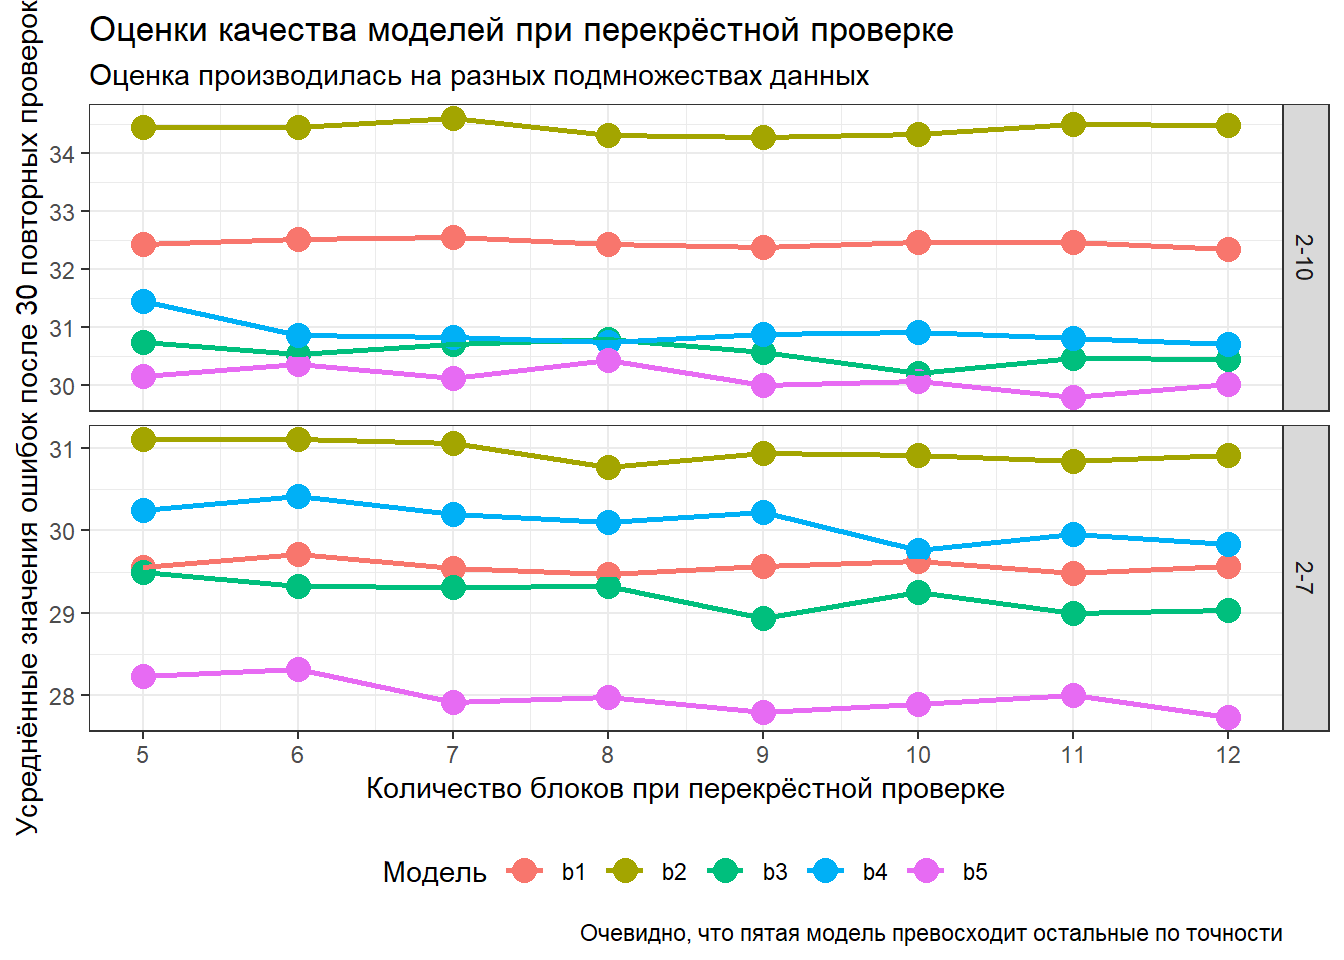 Оценки качества моделей при перекрёстной проверке
Оценка производилась на разных подмножествах данных
Усреднённые значения ошибок после 30 повторных проверок
34
33
32
31
30
2-10
31
30
29
28
2-7
5 6 7 8 9 10 11 12
Количество блоков при перекрёстной проверке
Модель b1 b2 b3 b4 b5
Очевидно, что пятая модель превосходит остальные по точности